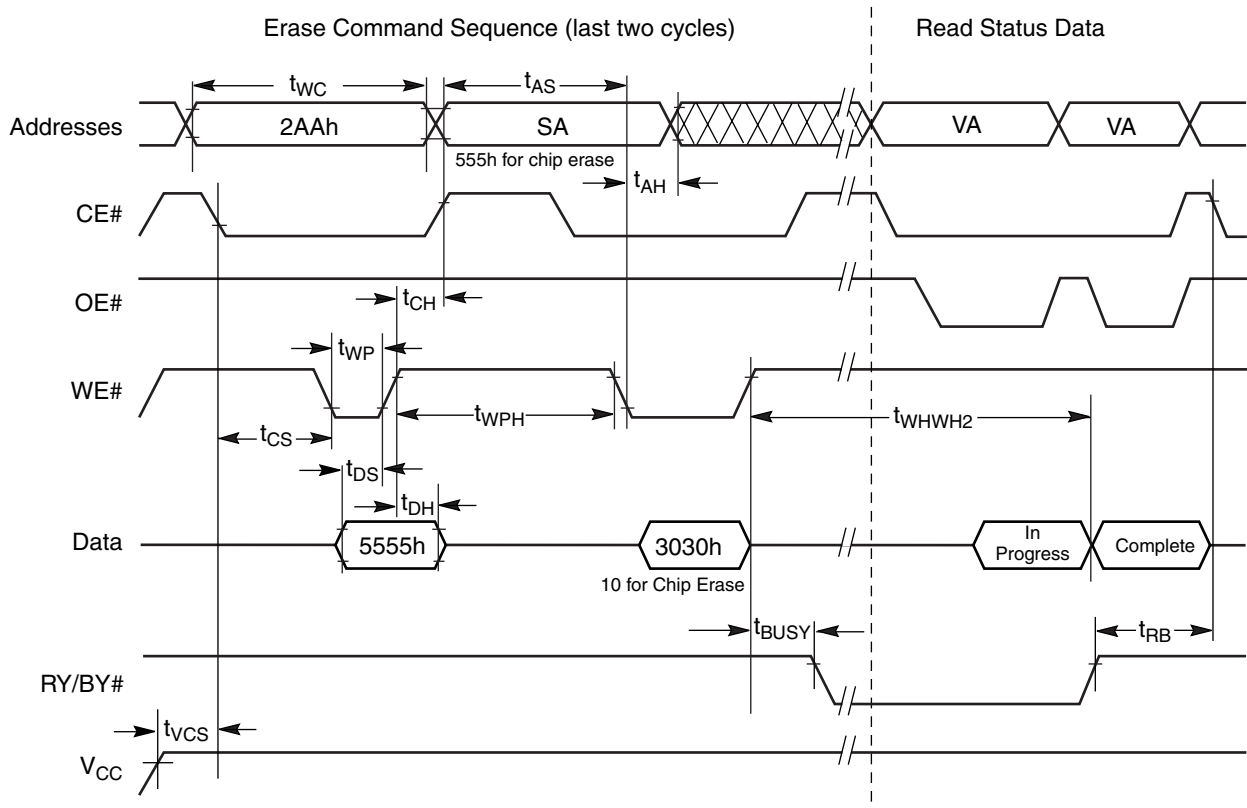 Erase Command Sequence (last two cycles)
Read Status Data
tWC
tAS
Addresses
2AAh
SA
VA
VA
555h for chip erase
tAH
CE#
OE#
tCH
tWP
WE#
tWPH
tWHWH2
tCS
tDS
tDH
Data
5555h
3030h
In
Progress
Complete
10 for Chip Erase
tBUSY
tRB
RY/BY#
tVCS
VCC